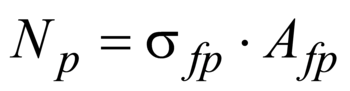 N_p = σ_fp · A_fp